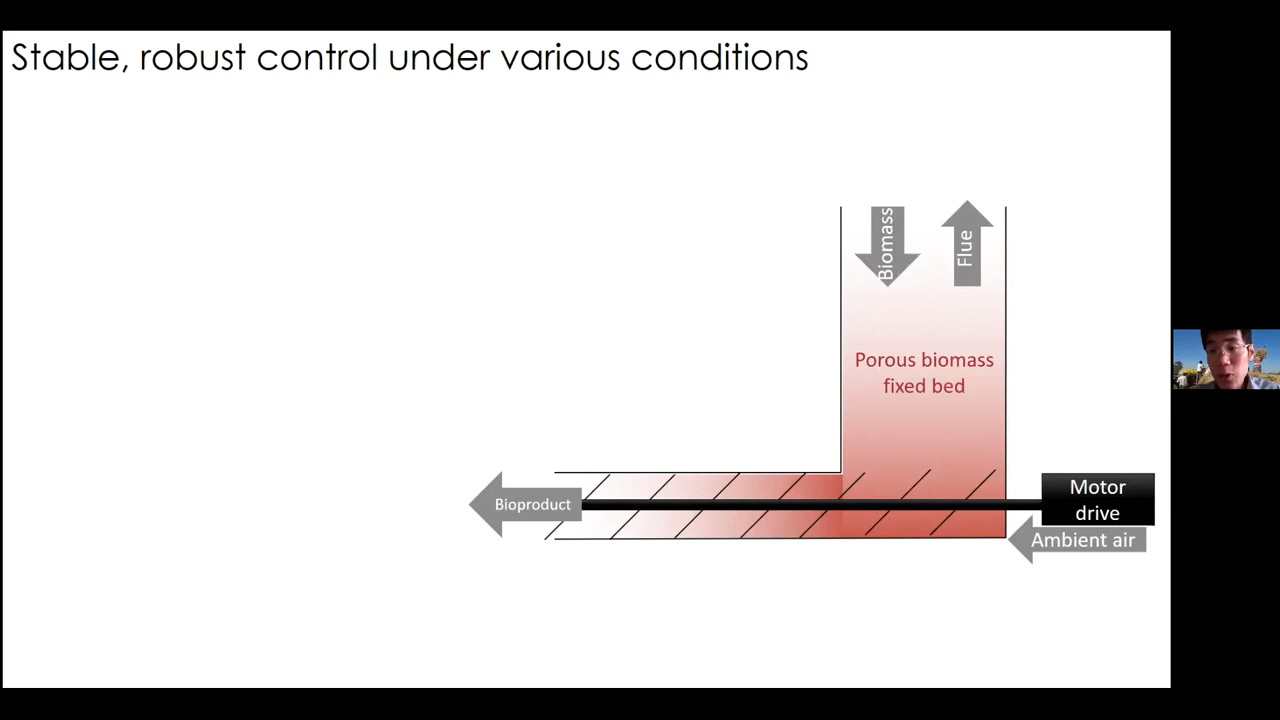 Stable, robust control under various conditions
Biomass
Flue
Porous biomass
fixed bed
Bioproduct
Motor
drive
Ambient air